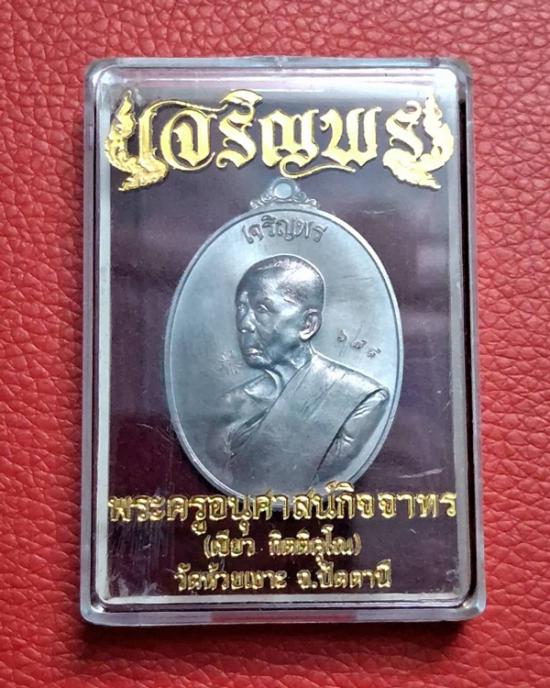 เจริญพร
เจริญพร
๖๗๘
พระครูอนุศาสน์กิจจาทร
(เขียว กิตติคุโณ)
วัดห้วยเงาะ จ.ปัตตานี